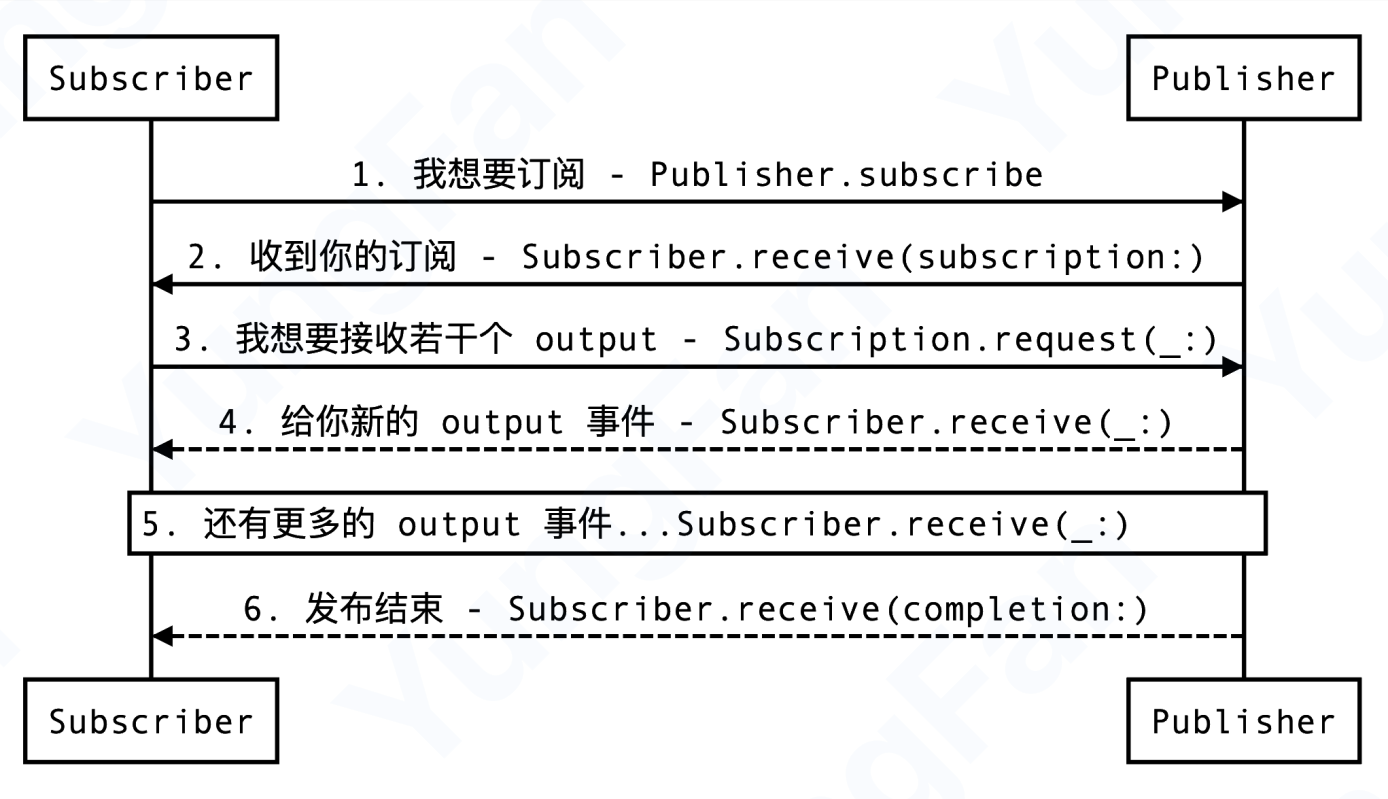 Subscriber
Publisher
1. 我想要订阅 - Publisher.subscribe
2. 收到你的订阅 - Subscriber.receive(subscription:)
3. 我想要接收若干个 output - Subscription.request(_:)
4. 给你新的 output 事件 - Subscriber.receive(_:)
5. 还有更多的 output 事件...Subscriber.receive(_:)
6. 发布结束 - Subscriber.receive(completion:)
Subscriber
Publisher
YungFan